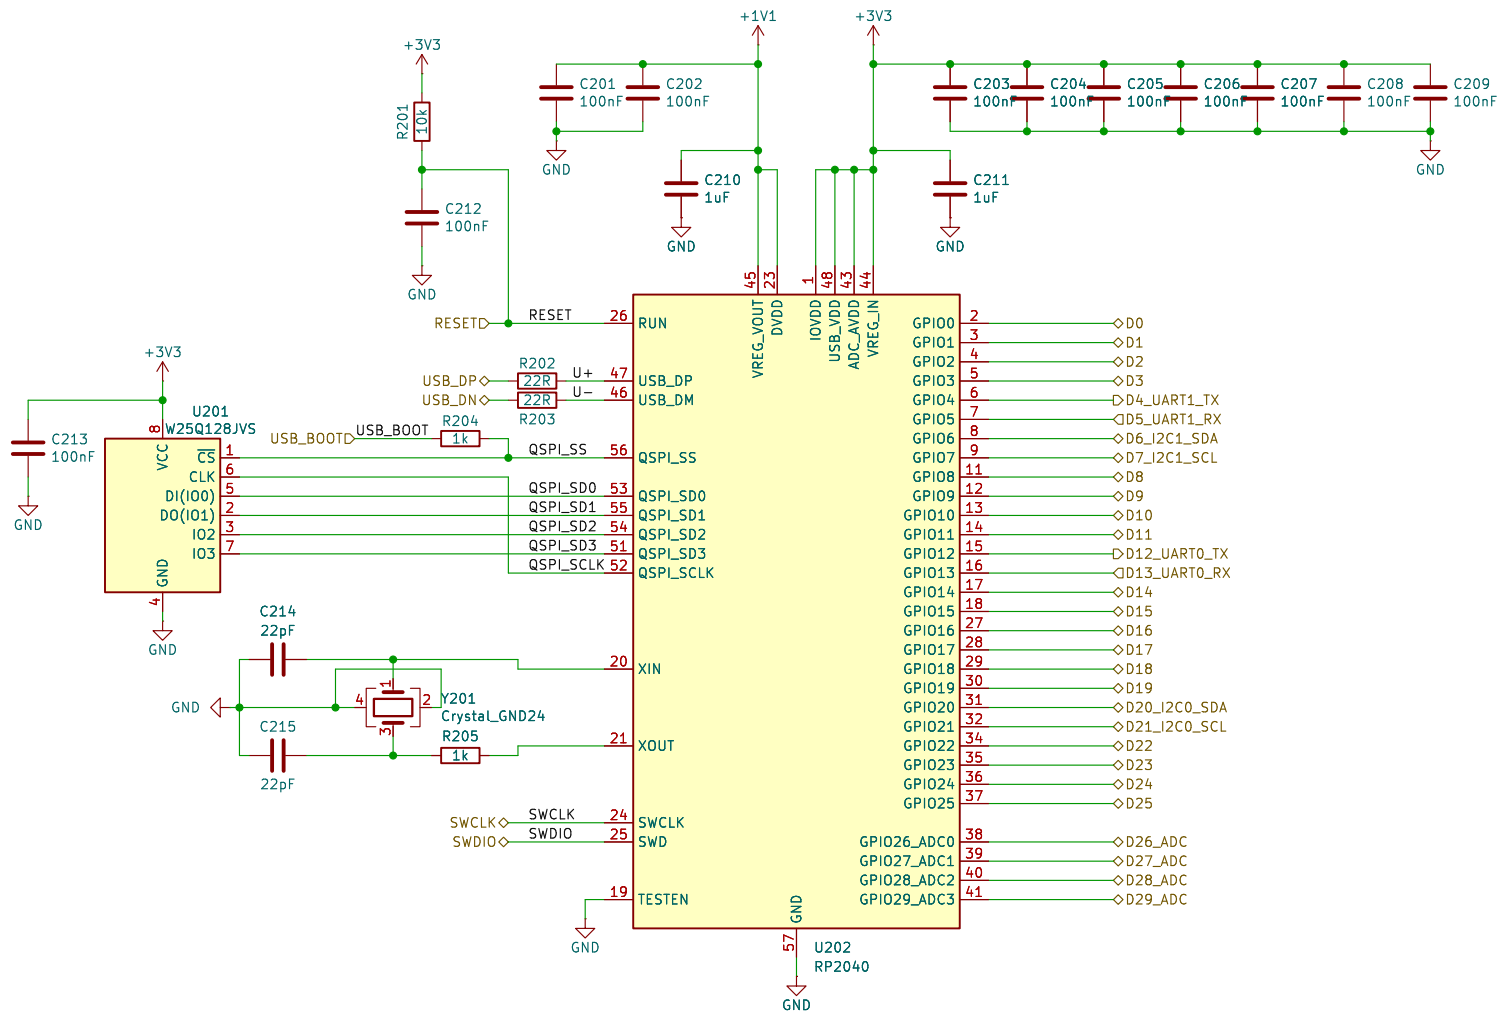 +1V1
+3V3
+3V3
C201
100nF
C202
100nF
C203
100nF
C204
100nF
C205
100nF
C206
100nF
C207
100nF
C208
100nF
C209
100nF
R201
10k
GND
GND
C210
1uF
C211
1uF
C212
100nF
GND
GND
GND
45
23
1
48
43
44
VREG_VOUT
DVDD
IOVDD
USB_VDD
ADC_AVDD
VREG_IN
RESET
RESET
26
RUN
USB_DP
R202
22R
U+
47
USB_DP
USB_DN
22R
R203
U-
46
USB_DM
USB_BOOT
USB_BOOT
R204
1k
QSPI_SS
56
QSPI_SS
QSPI_SD0
53
QSPI_SD0
QSPI_SD1
55
QSPI_SD1
QSPI_SD2
54
QSPI_SD2
QSPI_SD3
51
QSPI_SD3
QSPI_SCLK
52
QSPI_SCLK
+3V3
C213
100nF
GND
U201
W25Q128JVS
8
VCC
CS
1
CLK
6
DI(IO0)
5
DO(IO1)
2
IO2
3
IO3
7
GND
4
GND
C214
22pF
GND
C215
22pF
1
4
2
3
Y201
Crystal_GND24
R205
1k
20
XIN
21
XOUT
SWCLK
SWCLK
24
SWCLK
SWDIO
SWDIO
25
SWD
19
TESTEN
GND
GND
57
GND
U202
RP2040
GPIO0
2
D0
GPIO1
3
D1
GPIO2
4
D2
GPIO3
5
D3
GPIO4
6
D4_UART1_TX
GPIO5
7
D5_UART1_RX
GPIO6
8
D6_I2C1_SDA
GPIO7
9
D7_I2C1_SCL
GPIO8
11
D8
GPIO9
12
D9
GPIO10
13
D10
GPIO11
14
D11
GPIO12
15
D12_UART0_TX
GPIO13
16
D13_UART0_RX
GPIO14
17
D14
GPIO15
18
D15
GPIO16
27
D16
GPIO17
28
D17
GPIO18
29
D18
GPIO19
30
D19
GPIO20
31
D20_I2C0_SDA
GPIO21
32
D21_I2C0_SCL
GPIO22
34
D22
GPIO23
35
D23
GPIO24
36
D24
GPIO25
37
D25
GPIO26_ADC0
38
D26_ADC
GPIO27_ADC1
39
D27_ADC
GPIO28_ADC2
40
D28_ADC
GPIO29_ADC3
41
D29_ADC